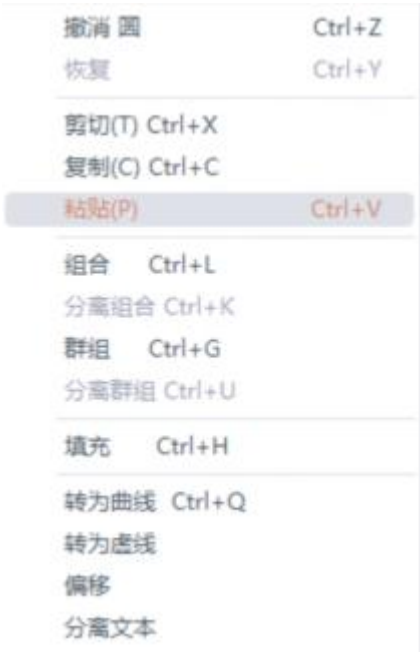 撤消 圆 Ctrl+Z
恢复 Ctrl+Y
剪切(T) Ctrl+X
复制(C) Ctrl+C
粘贴(P) Ctrl+V
组合 Ctrl+L
分离组合 Ctrl+K
群组 Ctrl+G
分离群组 Ctrl+U
填充 Ctrl+H
转为曲线 Ctrl+Q
转为虚线
偏移
分离文本